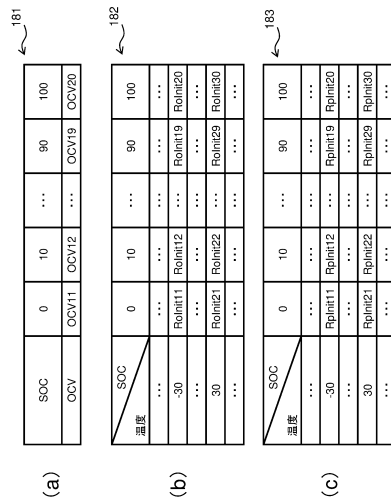 (a)
181
SOC 0 10 ⋯ 90 100
OCV OCV11 OCV12 ⋯ OCV19 OCV20
(b)
182
SOC 温度 0 10 ⋯ 90 100
⋯ ⋯ ⋯ ⋯ ⋯ ⋯
-30 RoInit11 RoInit12 ⋯ RoInit19 RoInit20
⋯ ⋯ ⋯ ⋯ ⋯ ⋯
30 RoInit21 RoInit22 ⋯ RoInit29 RoInit30
⋯ ⋯ ⋯ ⋯ ⋯ ⋯
(c)
183
SOC 温度 0 10 ⋯ 90 100
⋯ ⋯ ⋯ ⋯ ⋯ ⋯
-30 RpInit11 RpInit12 ⋯ RpInit19 RpInit20
⋯ ⋯ ⋯ ⋯ ⋯ ⋯
30 RpInit21 RpInit22 ⋯ RpInit29 RpInit30
⋯ ⋯ ⋯ ⋯ ⋯ ⋯